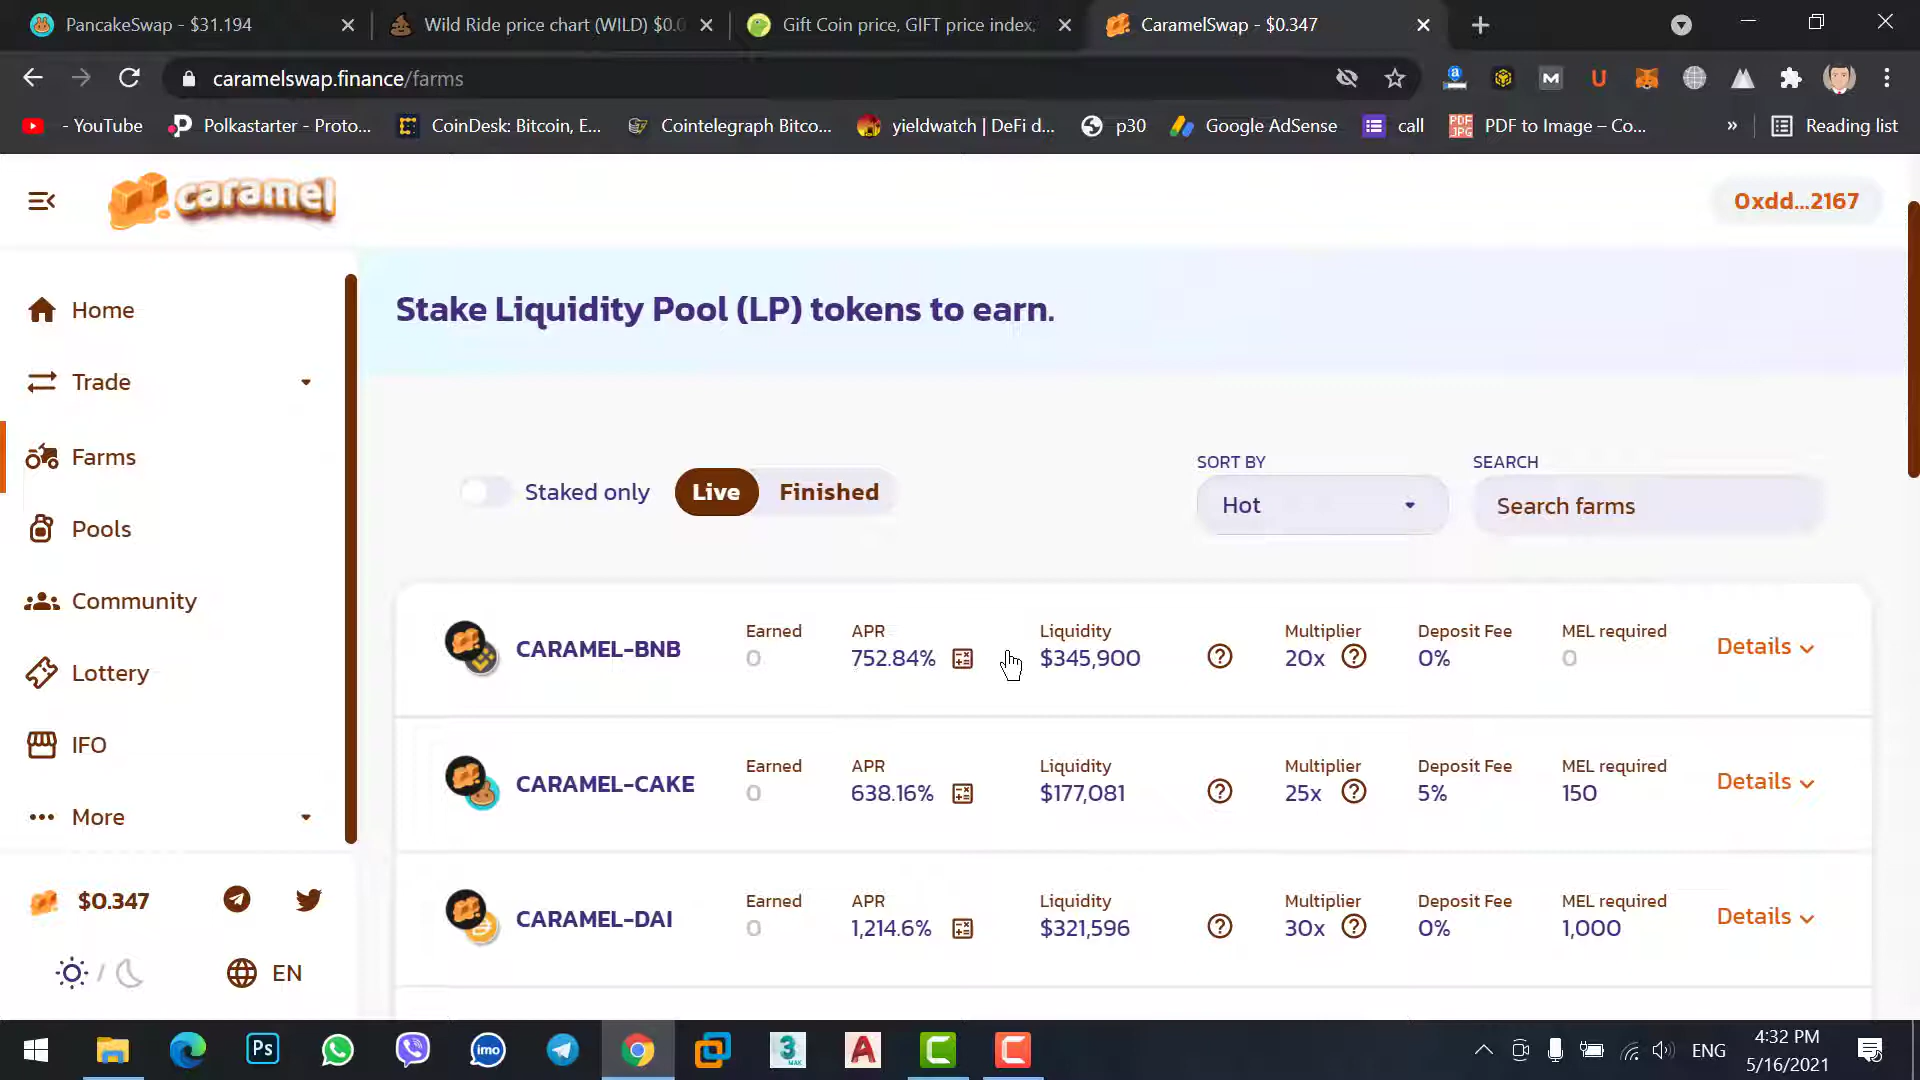 PancakeSwap - $31.194
Wild Ride price chart (WILD) $0.0
Gift Coin price, GIFT price index,
CaramelSwap - $0.347
caramelswap.finance/farms
- YouTube
Polkastarter - Proto...
CoinDesk: Bitcoin, E...
Cointelegraph Bitco...
yieldwatch | DeFi d...
p30
Google AdSense
call
PDF to Image – Co...
»
Reading list
caramel
0xdd...2167
Home
Trade
Farms
Pools
Community
Lottery
IFO
More
$0.347
/
EN
Stake Liquidity Pool (LP) tokens to earn.
Staked only
Live
Finished
SORT BY
Hot
SEARCH
Search farms
CARAMEL-BNB
Earned
0
APR
752.84%
Liquidity
$345,900
Multiplier
20x
Deposit Fee
0%
MEL required
0
Details
CARAMEL-CAKE
Earned
0
APR
638.16%
Liquidity
$177,081
Multiplier
25x
Deposit Fee
5%
MEL required
150
Details
CARAMEL-DAI
Earned
0
APR
1,214.6%
Liquidity
$321,596
Multiplier
30x
Deposit Fee
0%
MEL required
1,000
Details
Ps
imo
3
MAX
A
C
C
ENG
4:32 PM
5/16/2021